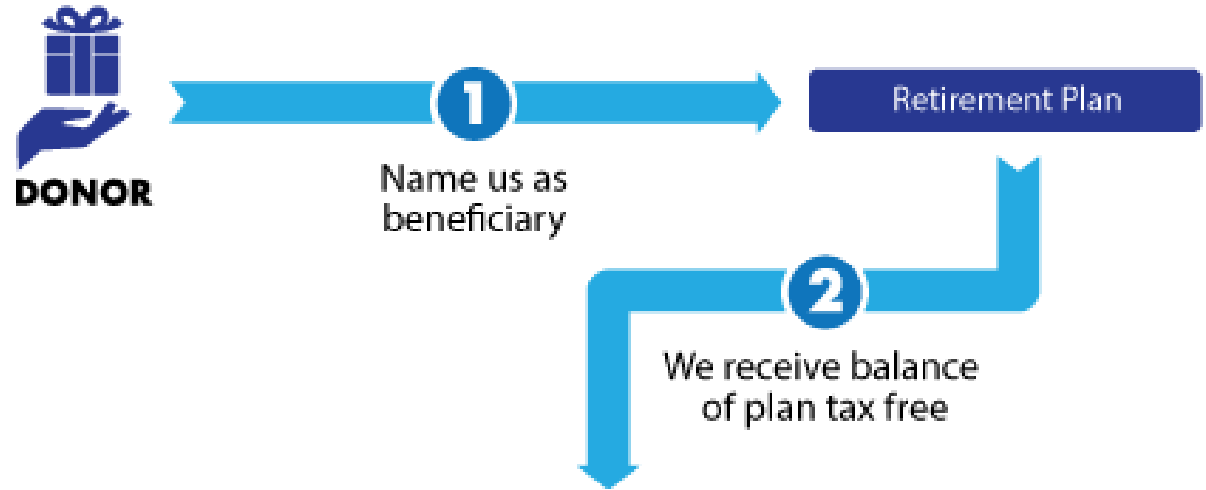 DONOR
1
Name us as
beneficiary
Retirement Plan
2
We receive balance
of plan tax free